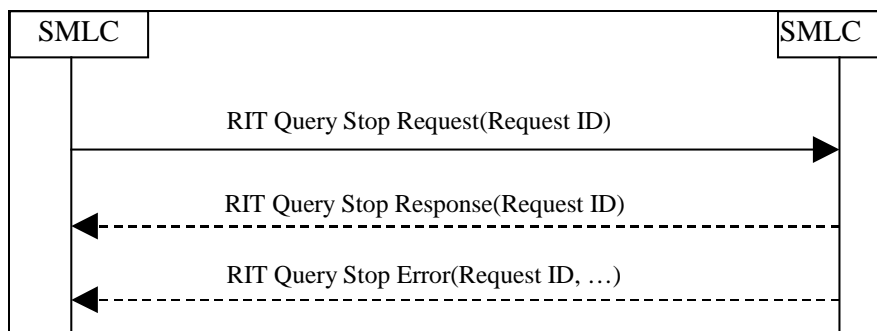 SMLC
SMLC
RIT Query Stop Request(Request ID)
RIT Query Stop Response(Request ID)
RIT Query Stop Error(Request ID, …)